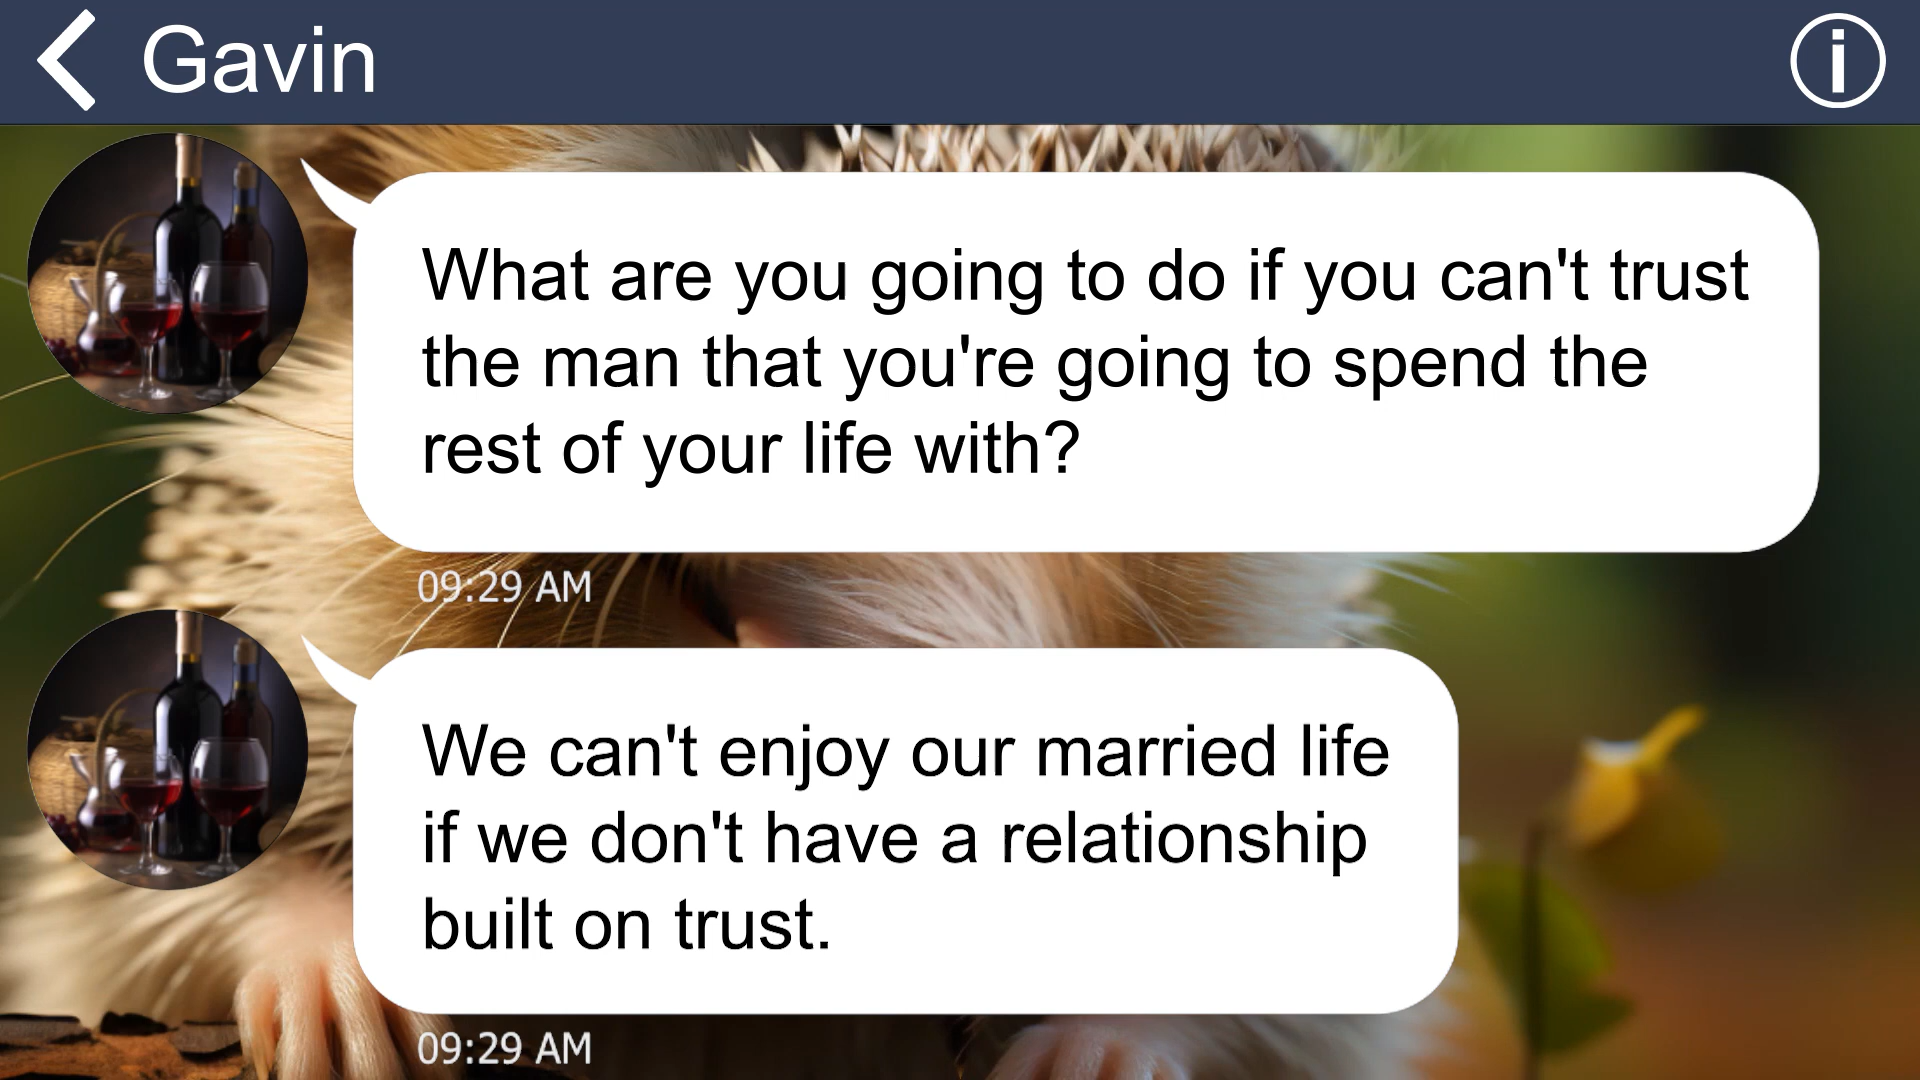 Gavin
What are you going to do if you can't trust
the man that you're going to spend the
rest of your life with?
09:29 AM
We can't enjoy our married life
if we don't have a relationship
built on trust.
09:29 AM